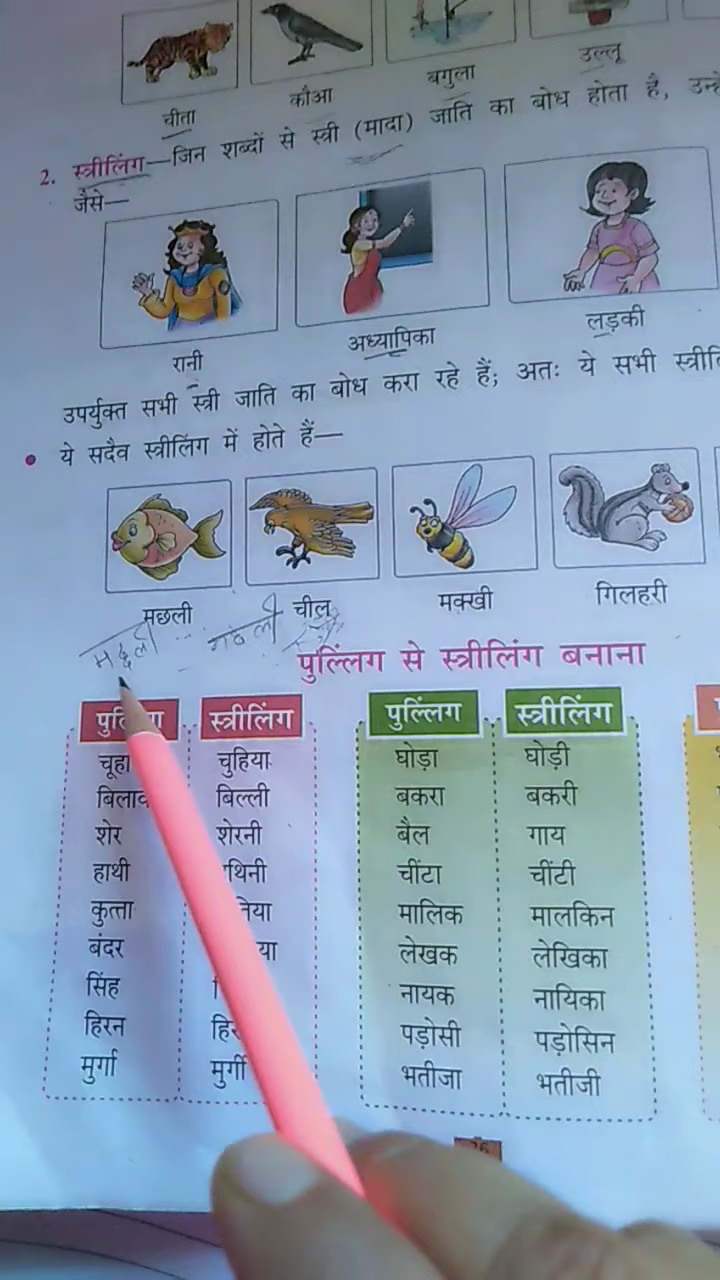 चीता कौआ बगुला उल्लू
2. स्त्रीलिंग—जिन शब्दों से स्त्री (मादा) जाति का बोध होता है,
जैसे—
रानी अध्यापिका लड़की
उपर्युक्त सभी स्त्री जाति का बोध करा रहे हैं; अतः ये सभी
• ये सदैव स्त्रीलिंग में होते हैं—
मछली चील मक्खी गिलहरी
मछली
पुल्लिंग से स्त्रीलिंग बनाना
स्त्रीलिंग पुल्लिंग स्त्रीलिंग
चुहिया घोड़ा घोड़ी
बिल्ली बकरा बकरी
शेर शेरनी बैल गाय
हाथी चींटा चींटी
कुत्ता मालिक मालकिन
बंदर लेखक लेखिका
सिंह नायक नायिका
हिरन पड़ोसी पड़ोसिन
मुर्गा मुर्गी भतीजा भतीजी